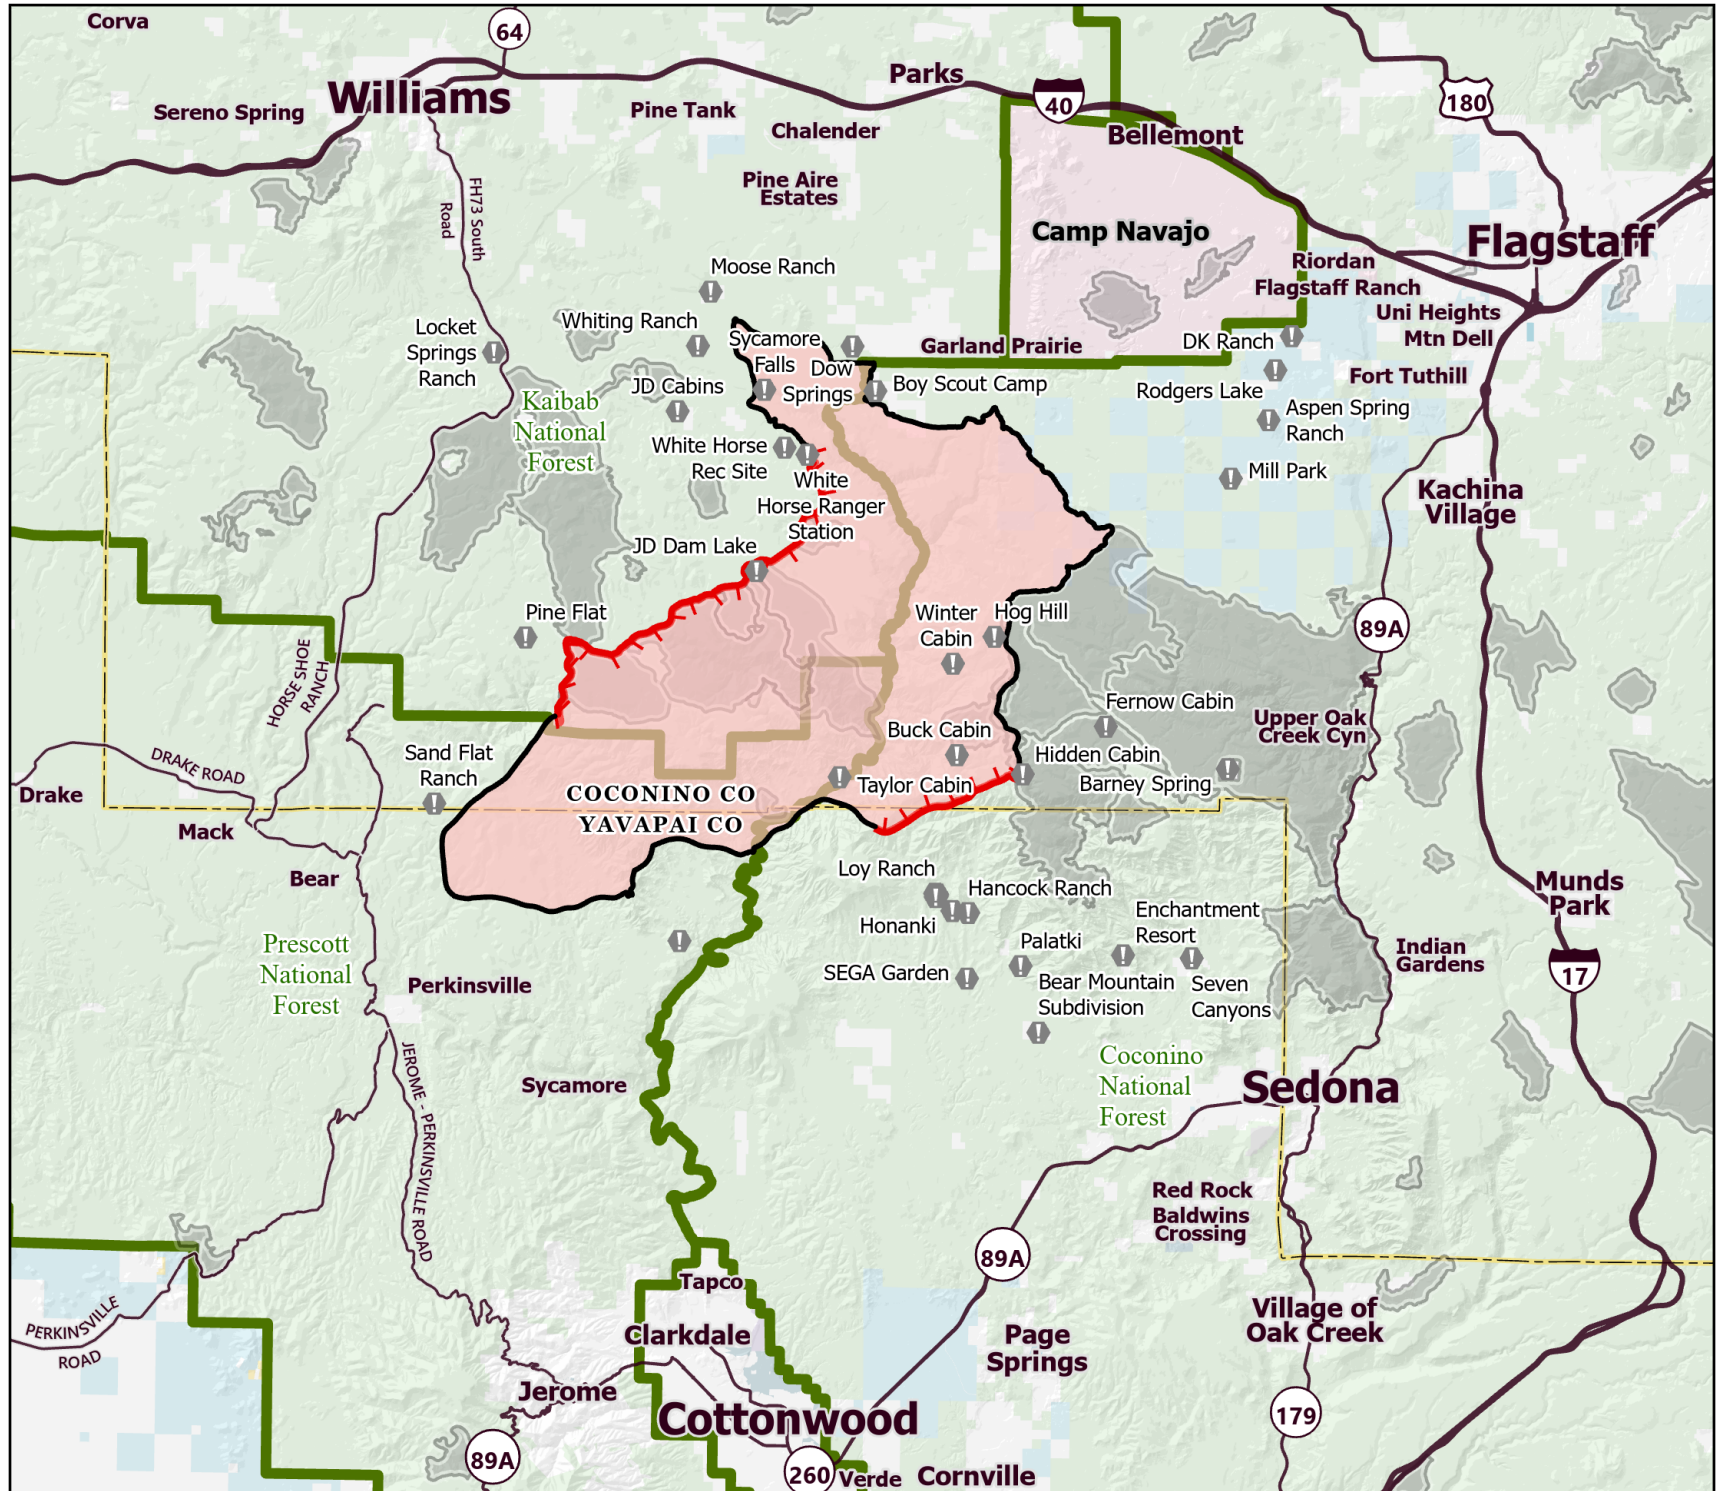 Corva
64
Williams
Parks
40
180
Sereno Spring
Pine Tank
Chalender
Bellemont
Pine Aire
Estates
FH73 South
Road
Camp Navajo
Flagstaff
Riordan
Flagstaff Ranch
Moose Ranch
Uni Heights
Mtn Dell
Whiting Ranch
Locket
Springs
Ranch
Sycamore
Falls
Dow
Springs
Garland Prairie
DK Ranch
Fort Tuthill
JD Cabins
Boy Scout Camp
Rodgers Lake
Aspen Spring
Ranch
Kaibab
National
Forest
White Horse
Rec Site
White
Horse Ranger
Station
Mill Park
Kachina
Village
JD Dam Lake
Pine Flat
Winter
Cabin
Hog Hill
89A
HORSE SHOE
RANCH
Fernow Cabin
Upper Oak
Creek Cyn
Buck Cabin
Sand Flat
Ranch
DRAKE ROAD
Hidden Cabin
Barney Spring
Drake
Taylor Cabin
COCONINO CO
YAVAPAI CO
Mack
Loy Ranch
Bear
Hancock Ranch
Munds
Park
Honanki
Enchantment
Resort
Prescott
National
Forest
Palatki
Indian
Gardens
17
SEGA Garden
Bear Mountain
Subdivision
Seven
Canyons
Perkinsville
Coconino
National
Forest
Sycamore
Sedona
JEROME - PERKINSVILLE ROAD
Red Rock
Baldwins
Crossing
89A
Tapco
PERKINSVILLE
ROAD
Clarkdale
Village of
Oak Creek
Page
Springs
Jerome
Cottonwood
179
89A
260
Verde
Cornville